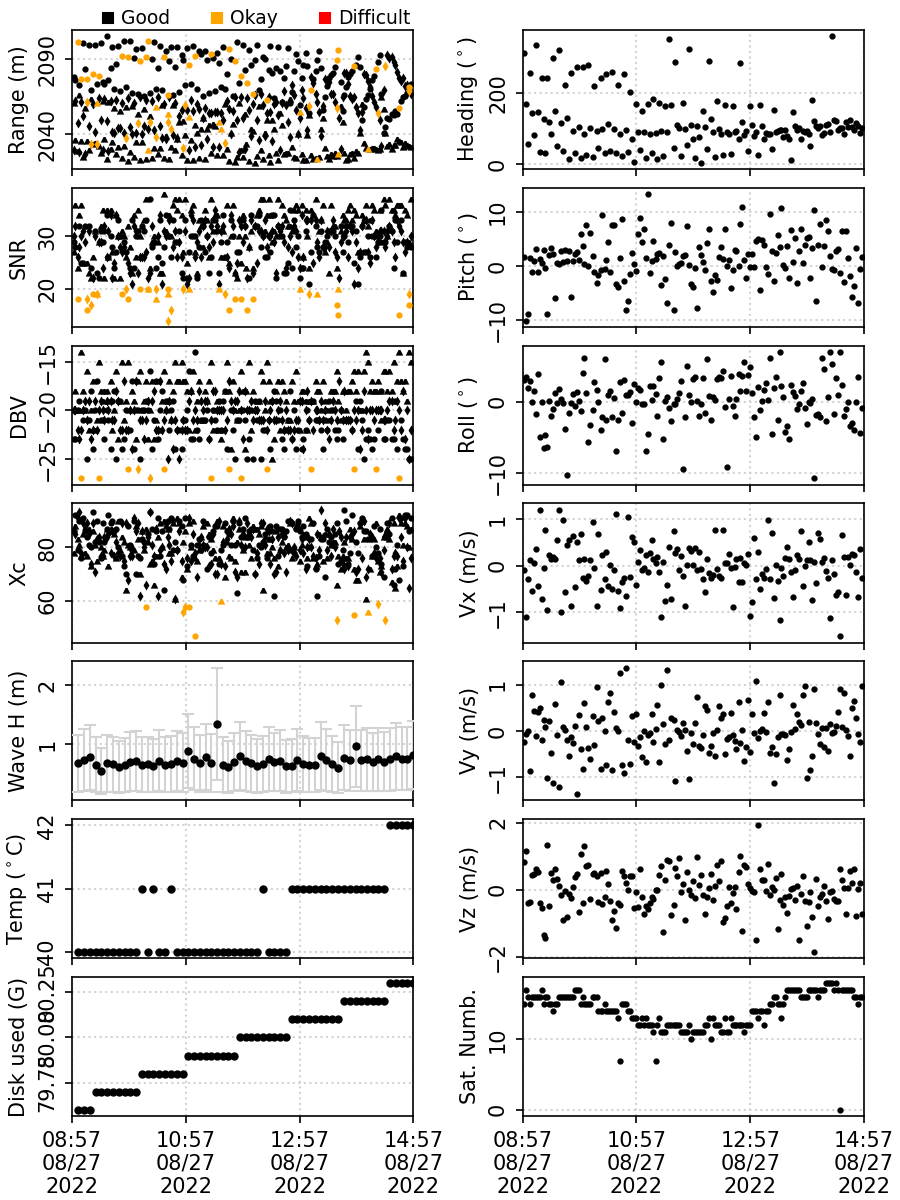 Good Okay Difficult
Range (m) 2090 2040
Heading (°) 200 0
SNR 30 20
Pitch (°) 10 0 −10
DBV −15 −20 −25
Roll (°) 0 −10
Xc 80 60
Vx (m/s) 1 0 −1
Wave H (m) 2 1
Vy (m/s) 1 0 −1
Temp (°C) 42 41 40
Vz (m/s) 2 0 −2
Disk used (G) 80.25 80.00 79.75
Sat. Numb. 10 0
08:57 10:57 12:57 14:57 08:57 10:57 12:57 14:57
08/27 08/27 08/27 08/27 08/27 08/27 08/27 08/27
2022 2022 2022 2022 2022 2022 2022 2022